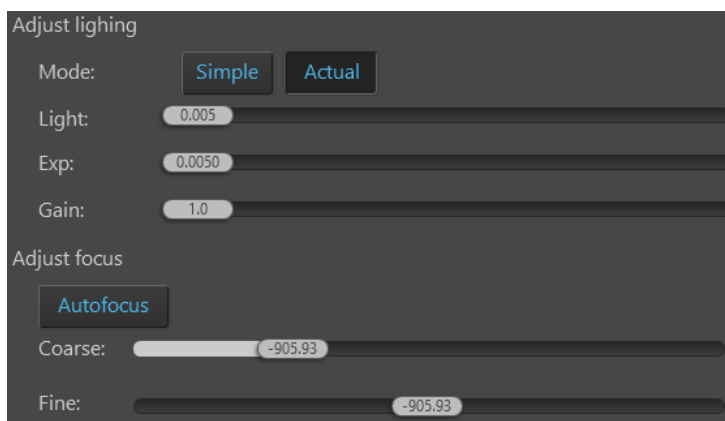 Adjust lighing
Mode: Simple Actual
Light: 0.005
Exp: 0.0050
Gain: 1.0
Adjust focus
Autofocus
Coarse: -905.93
Fine: -905.93